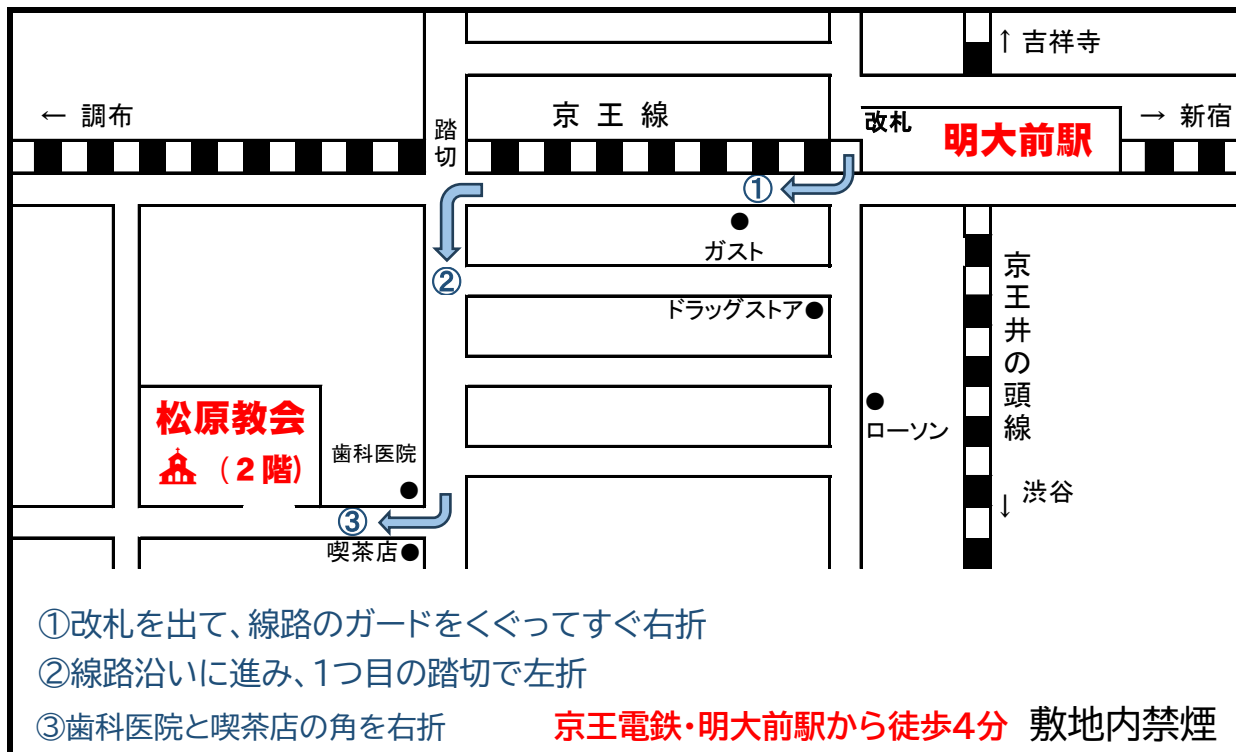 ↑ 吉祥寺
← 調布
踏切
京王線
改札
明大前駅
→ 新宿
①
②
ガスト
ドラッグストア
京王井の頭線
ローソン
松原教会
(2階)
歯科医院
↓ 渋谷
③
喫茶店
①改札を出て、線路のガードをくぐってすぐ右折
②線路沿いに進み、1つ目の踏切で左折
③歯科医院と喫茶店の角を右折
京王電鉄・明大前駅から徒歩4分 敷地内禁煙